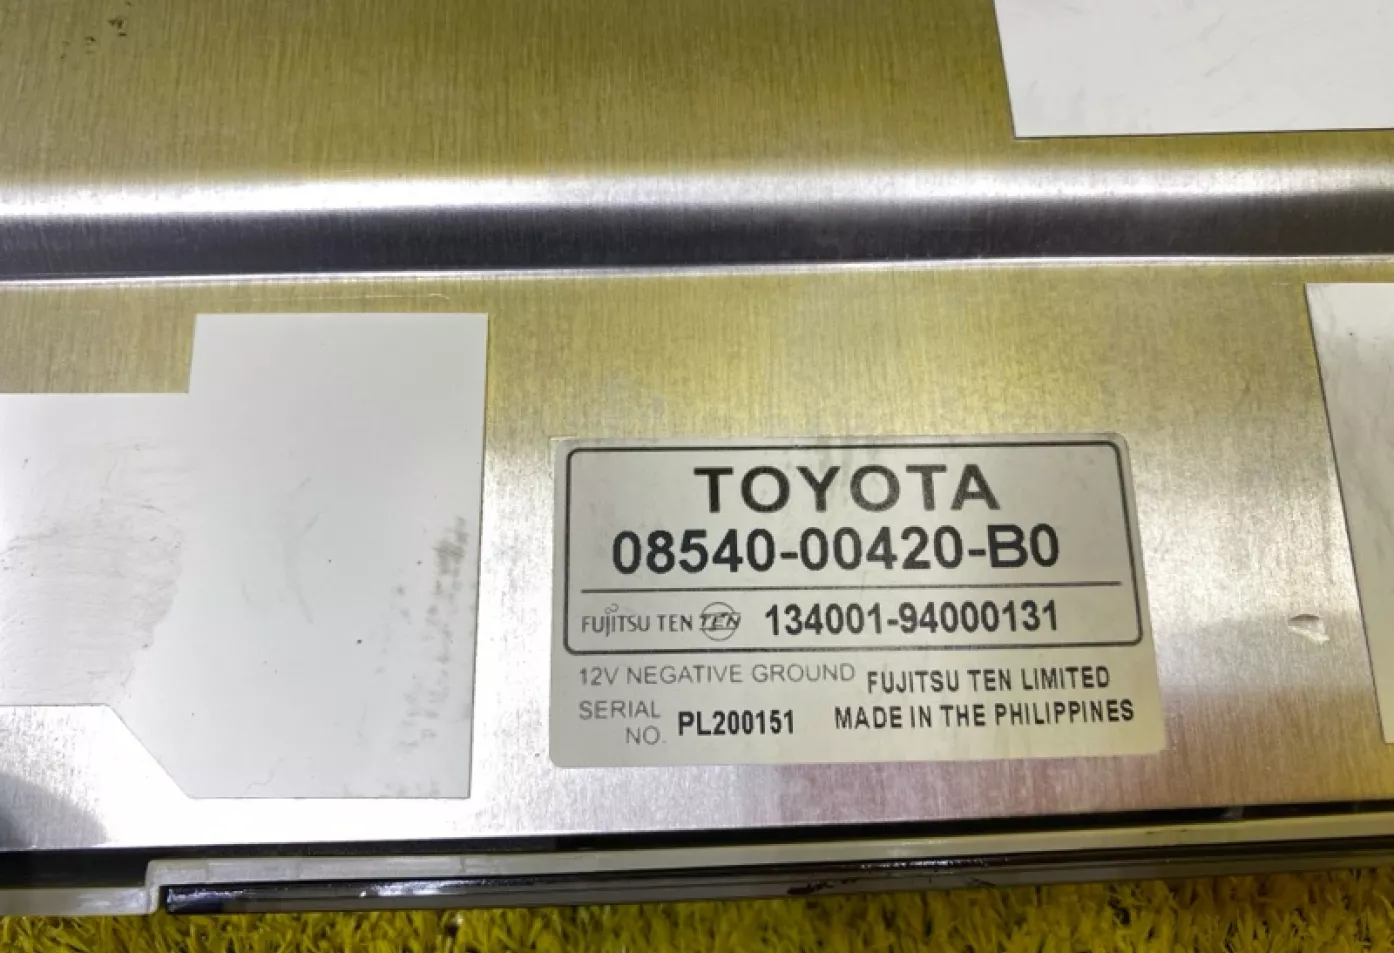 TOYOTA
08540-00420-B0
FUJITSU TEN TEN 134001-94000131
12V NEGATIVE GROUND FUJITSU TEN LIMITED
SERIAL NO. PL200151 MADE IN THE PHILIPPINES